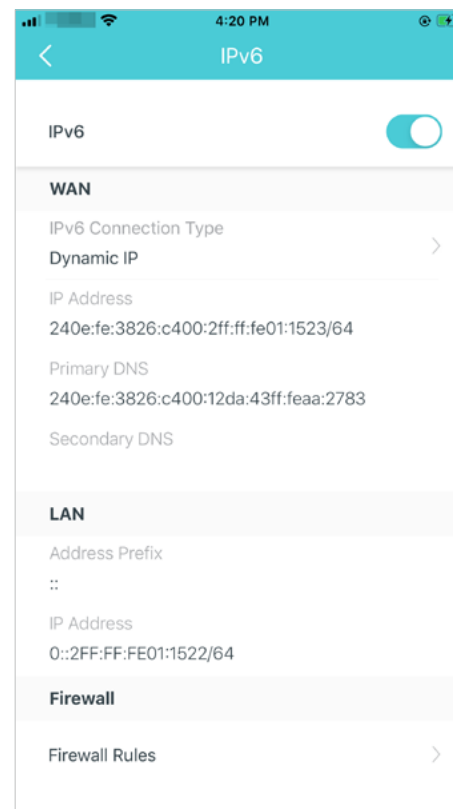 4:20 PM
IPv6
IPv6
WAN
IPv6 Connection Type
Dynamic IP
IP Address
240e:fe:3826:c400:2ff:ff:fe01:1523/64
Primary DNS
240e:fe:3826:c400:12da:43ff:feaa:2783
Secondary DNS
LAN
Address Prefix
::
IP Address
0::2FF:FF:FE01:1522/64
Firewall
Firewall Rules